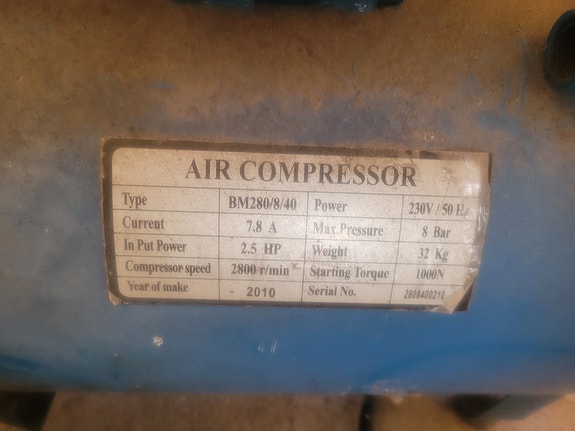 AIR COMPRESSOR
Type BM280/8/40 Power 230V / 50 Hz
Current 7.8 A Max.Pressure 8 Bar
In Put Power 2.5 HP Weight 32 Kg
Compressor speed 2800 r/min Starting Torque 1000N
Year of make 2010 Serial No. 2808400210